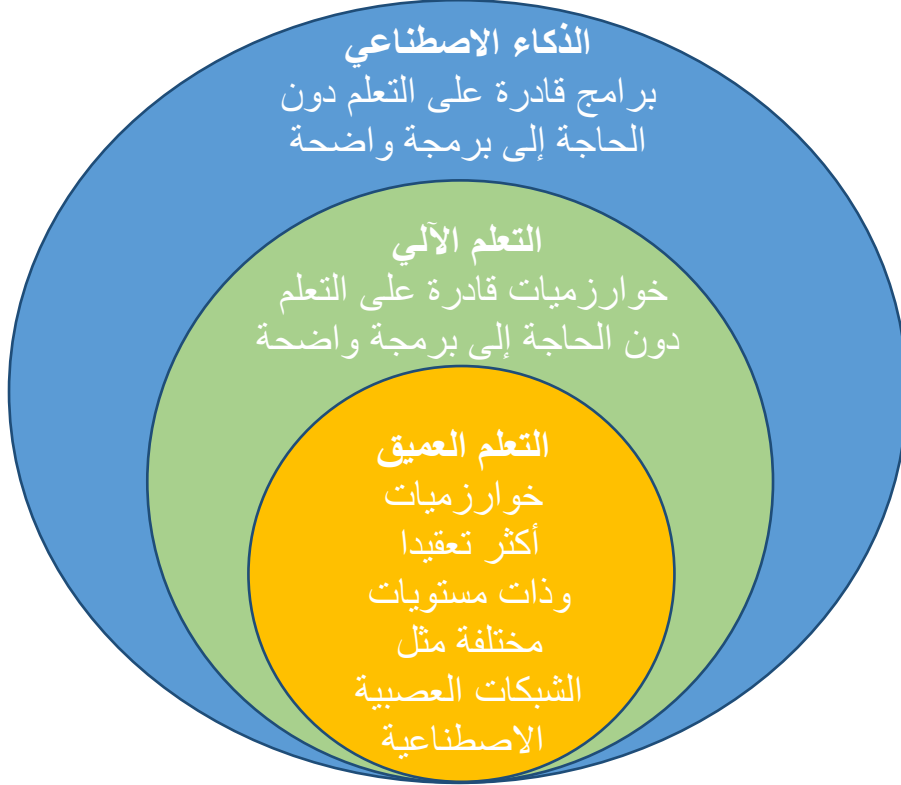 الذكاء الاصطناعي
برامج قادرة على التعلم دون
الحاجة إلى برمجة واضحة
التعلم الآلي
خوارزميات قادرة على التعلم
دون الحاجة إلى برمجة واضحة
التعلم العميق
خوارزميات
أكثر تعقيدا
وذات مستويات
مختلفة مثل
الشبكات العصبية
الاصطناعية